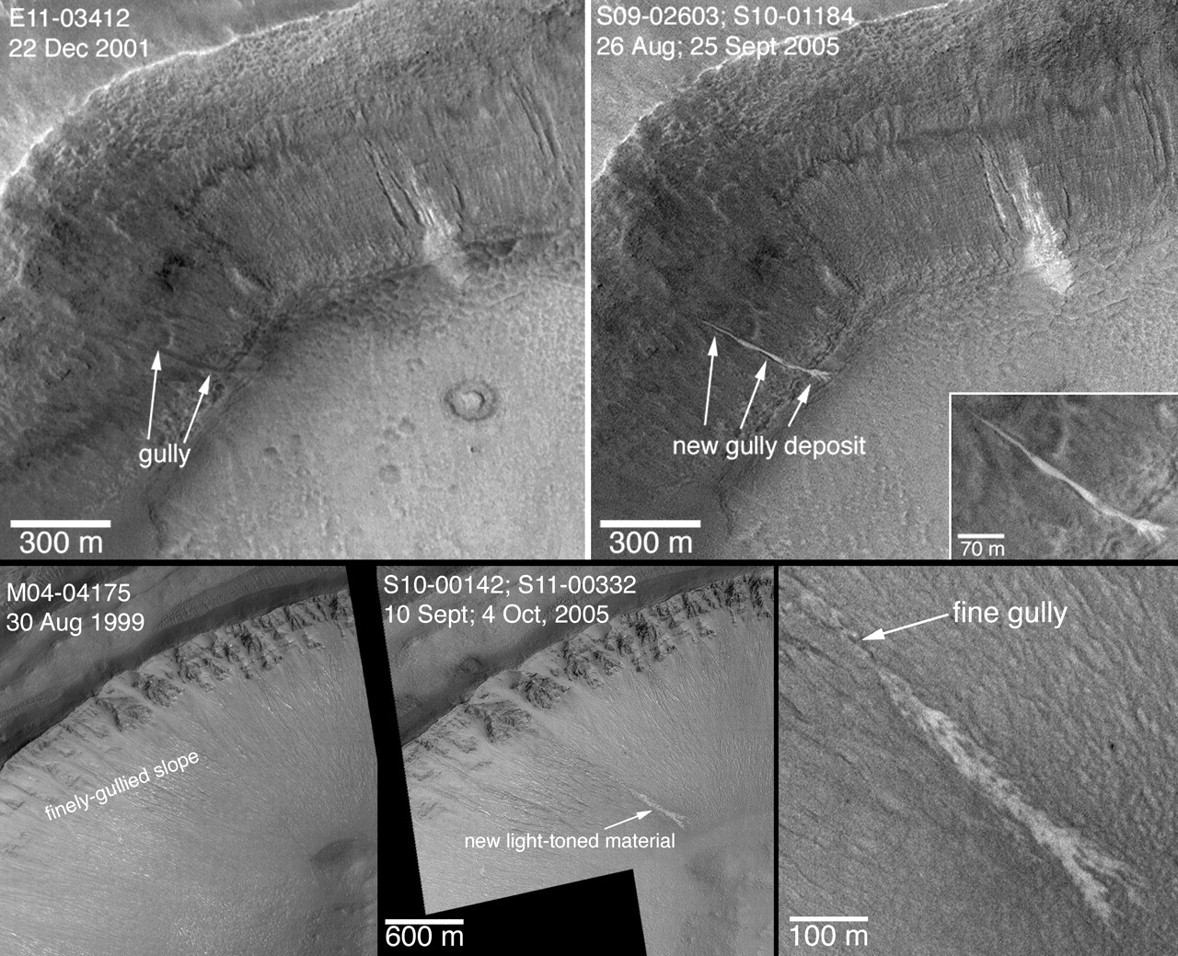 E11-03412
22 Dec 2001
gully
300 m
S09-02603; S10-01184
26 Aug; 25 Sept 2005
new gully deposit
300 m
70 m
M04-04175
30 Aug 1999
finely-gullied slope
S10-00142; S11-00332
10 Sept; 4 Oct, 2005
new light-toned material
600 m
fine gully
100 m